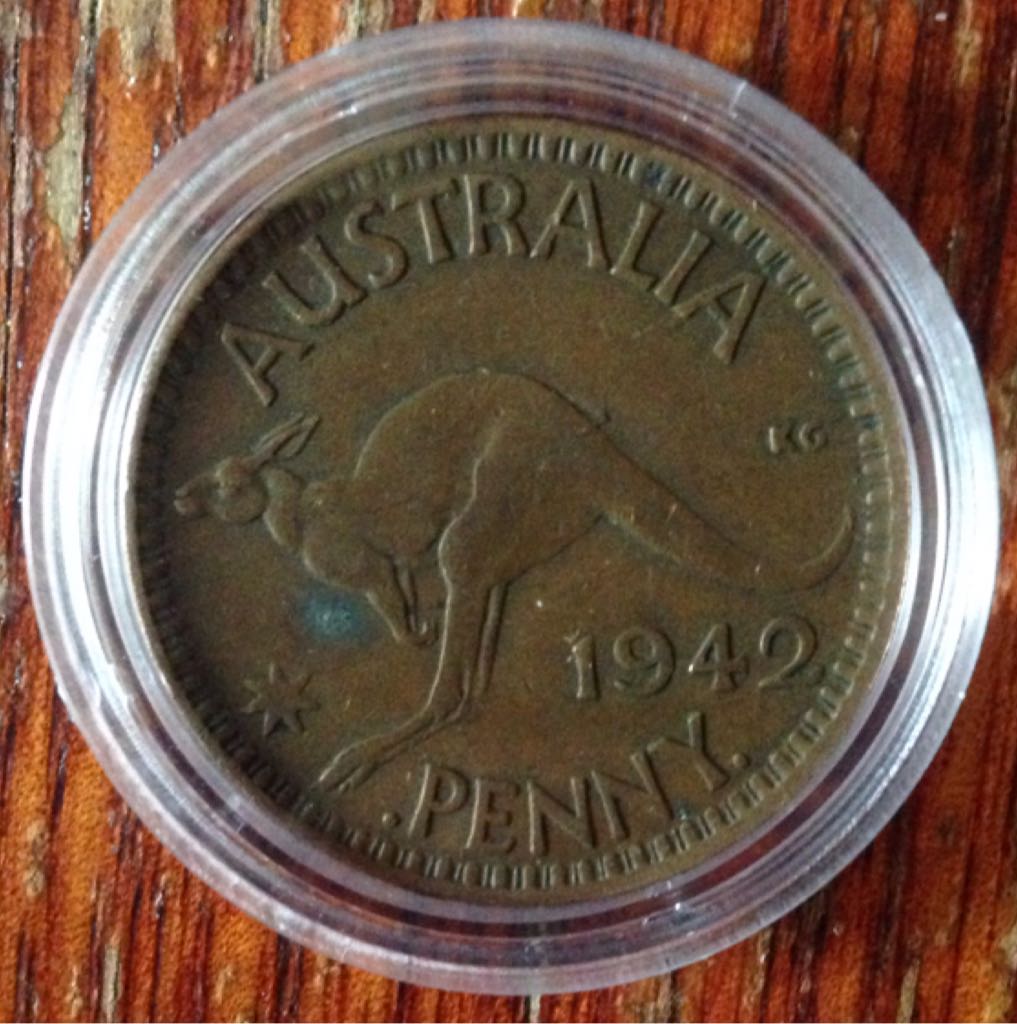 AUSTRALIA
KG
1942
.PENNY.